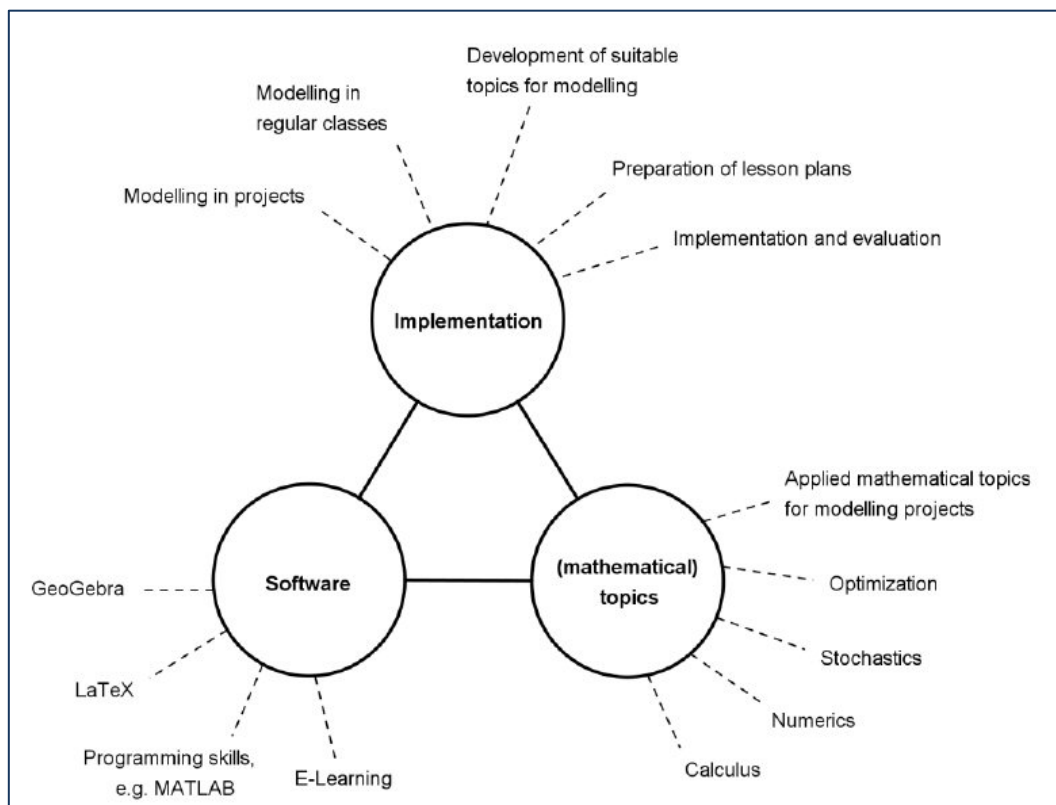 Development of suitable
topics for modelling
Modelling in
regular classes
Preparation of lesson plans
Modelling in projects
Implementation and evaluation
Implementation
Applied mathematical topics
for modelling projects
(mathematical)
topics
Software
GeoGebra
Optimization
Stochastics
LaTeX
Numerics
Programming skills,
e.g. MATLAB
E-Learning
Calculus